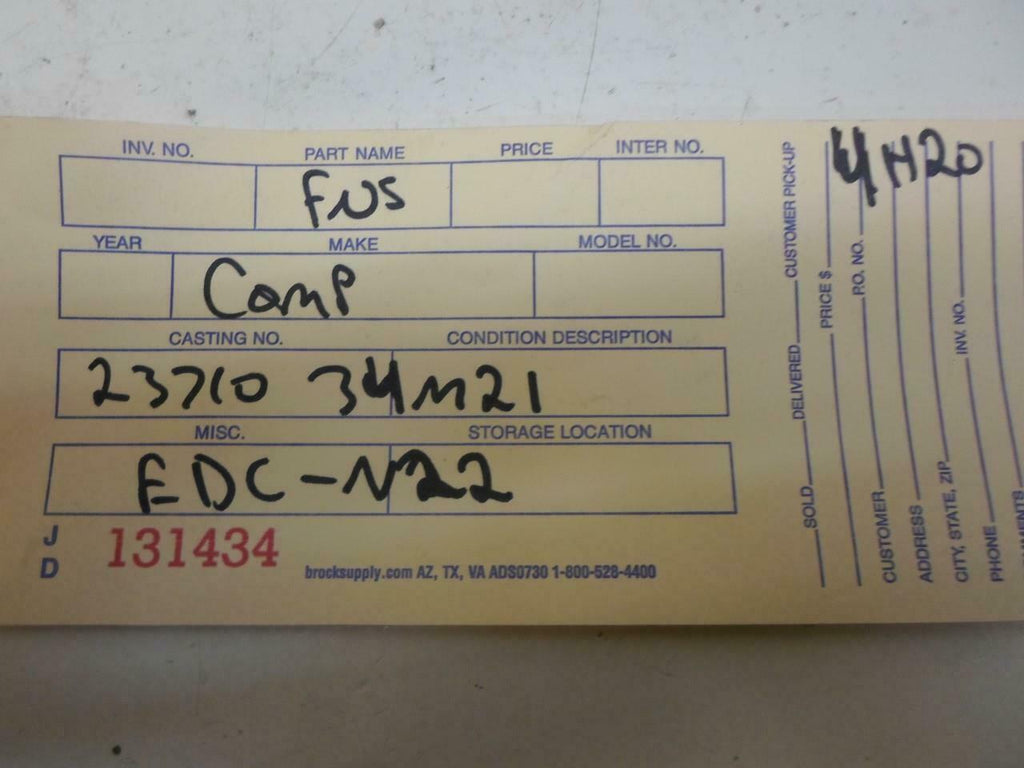 INV. NO. PART NAME PRICE INTER NO.
FNS
YEAR MAKE MODEL NO.
Comp
CASTING NO. CONDITION DESCRIPTION
23710 34M21
MISC. STORAGE LOCATION
EDC-N22
J D 131434
brocksupply.com AZ, TX, VA ADS0730 1-800-528-4400
SOLD DELIVERED CUSTOMER PICK-UP
PRICE $
P.O. NO.
4H20
CUSTOMER
ADDRESS
CITY, STATE, ZIP INV. NO.
PHONE